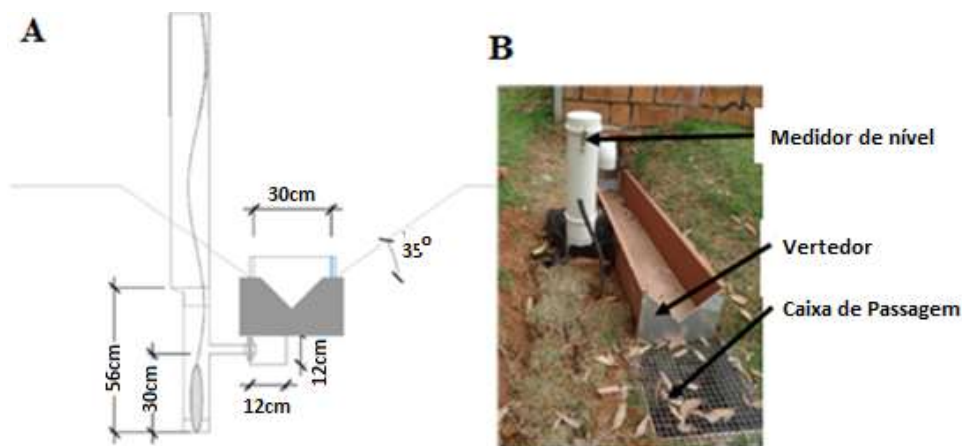 A
B
30cm
35°
56cm
30cm
12cm
12cm
Medidor de nível
Vertedor
Caixa de Passagem